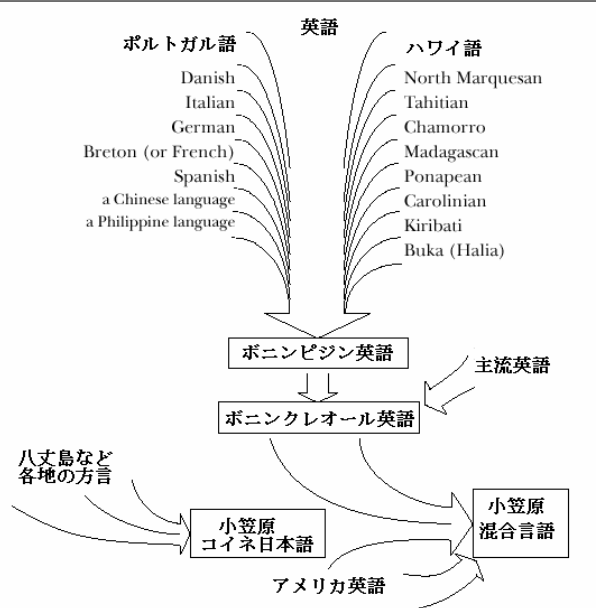 英語
ポルトガル語
Danish
Italian
German
Breton (or French)
Spanish
a Chinese language
a Philippine language
ハワイ語
North Marquesan
Tahitian
Chamorro
Madagascan
Ponapean
Carolinian
Kiribati
Buka (Halia)
ボニンピジン英語
主流英語
ボニンクレオール英語
八丈島など
各地の方言
小笠原
コイネ日本語
小笠原
混合言語
アメリカ英語